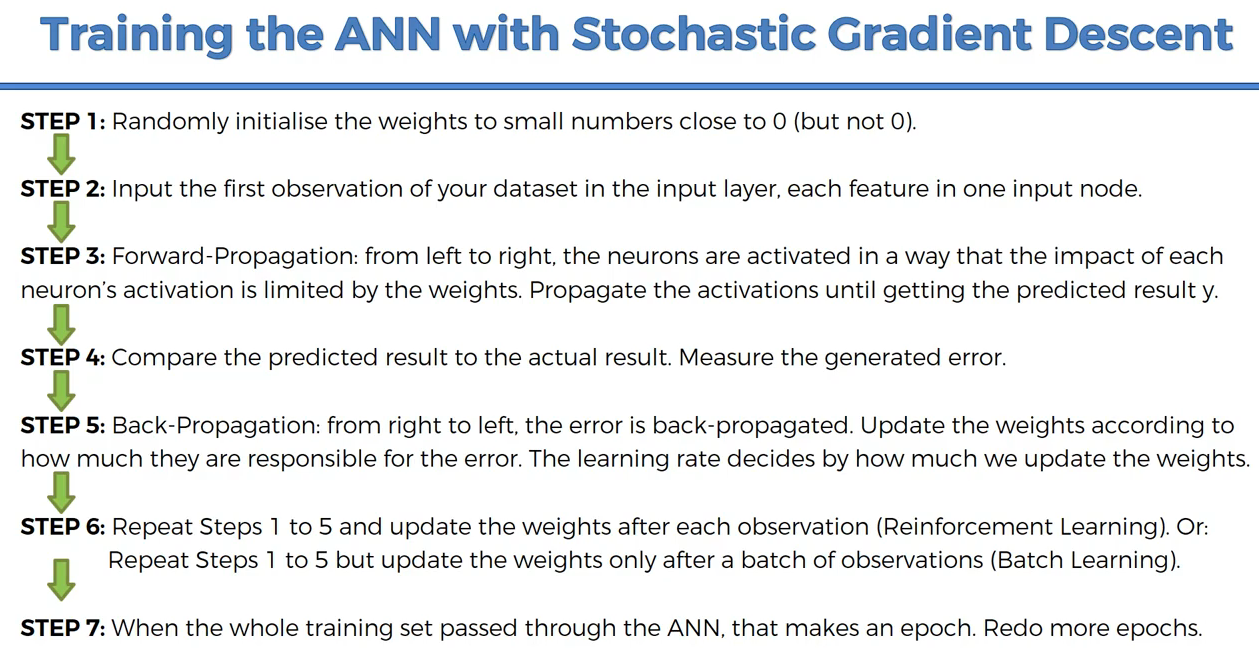 Training the ANN with Stochastic Gradient Descent
STEP 1: Randomly initialise the weights to small numbers close to 0 (but not 0).
STEP 2: Input the first observation of your dataset in the input layer, each feature in one input node.
STEP 3: Forward-Propagation: from left to right, the neurons are activated in a way that the impact of each
neuron's activation is limited by the weights. Propagate the activations until getting the predicted result y.
STEP 4: Compare the predicted result to the actual result. Measure the generated error.
STEP 5: Back-Propagation: from right to left, the error is back-propagated. Update the weights according to
how much they are responsible for the error. The learning rate decides by how much we update the weights.
STEP 6: Repeat Steps 1 to 5 and update the weights after each observation (Reinforcement Learning). Or:
Repeat Steps 1 to 5 but update the weights only after a batch of observations (Batch Learning).
STEP 7: When the whole training set passed through the ANN, that makes an epoch. Redo more epochs.